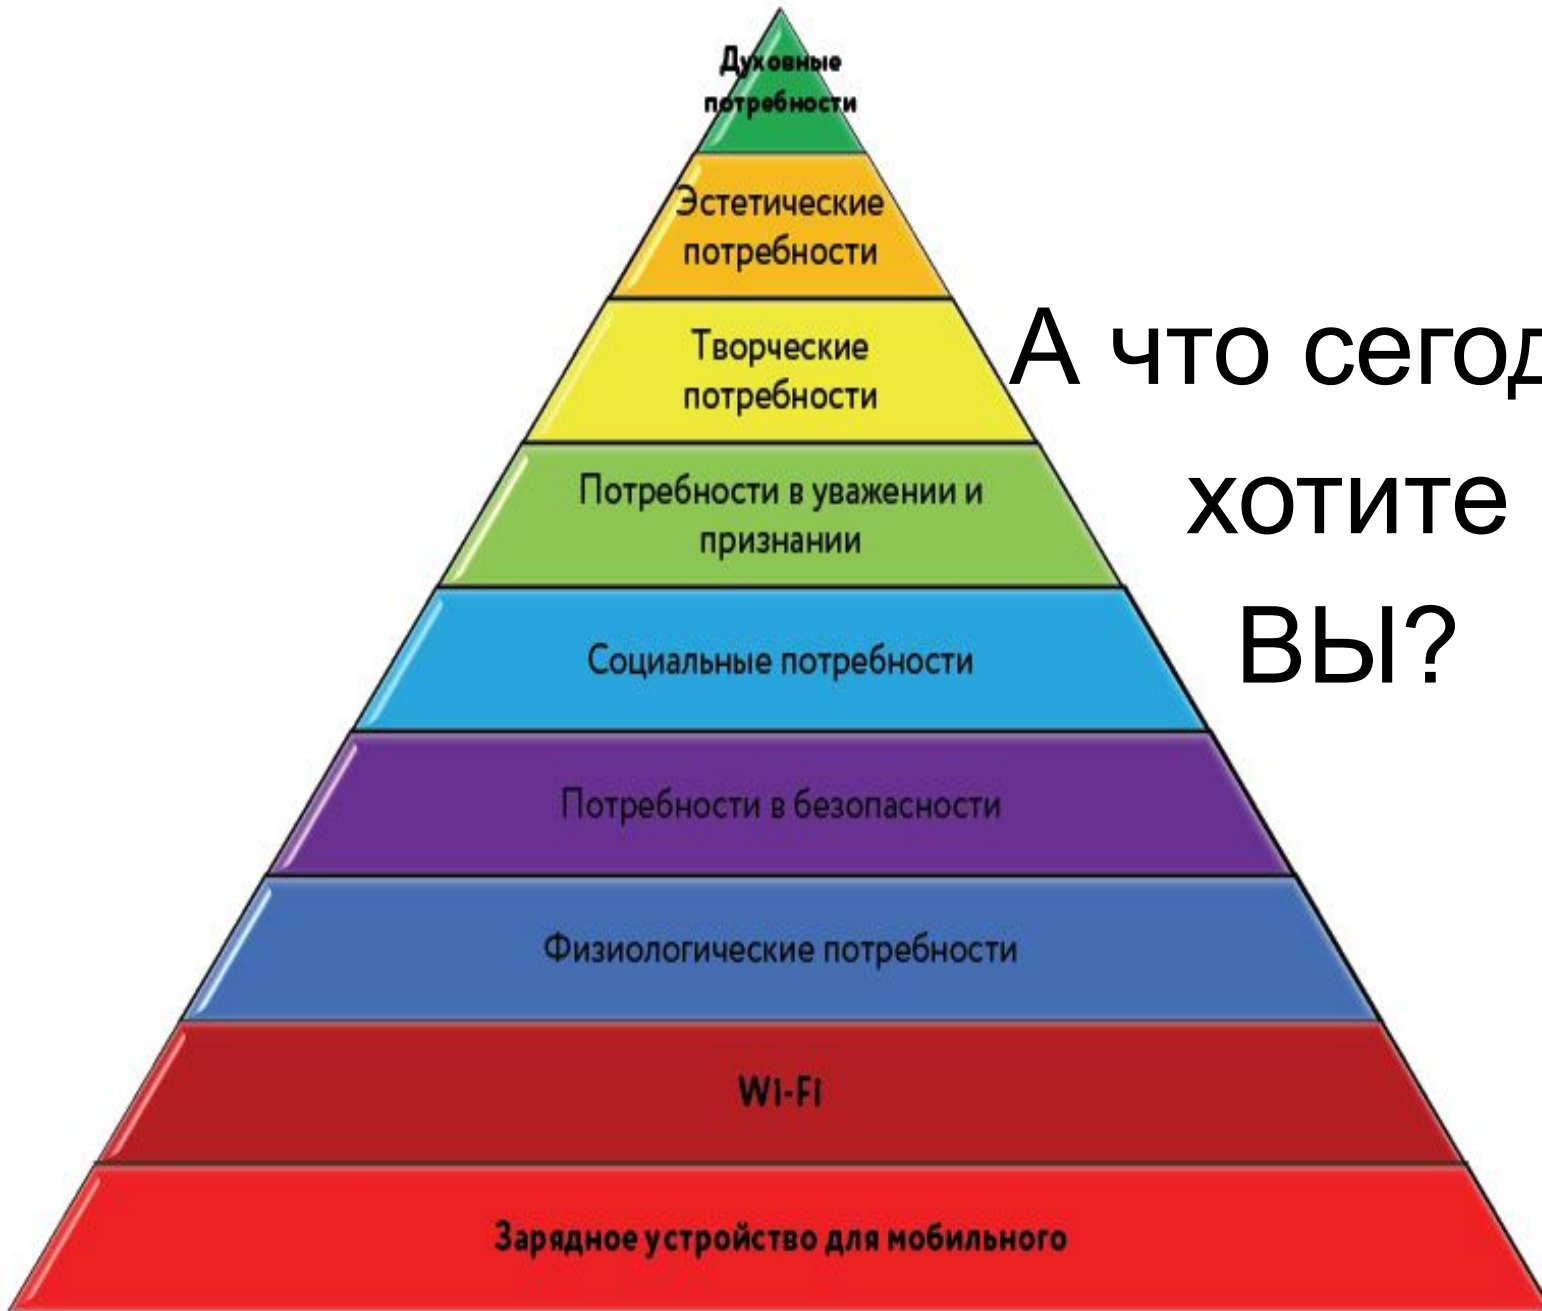 Духовные
потребности
Эстетические
потребности
Творческие
потребности
Потребности в уважении и
признании
Социальные потребности
Потребности в безопасности
Физиологические потребности
Wi-Fi
Зарядное устройство для мобильного
А что
хотите
ВЫ?